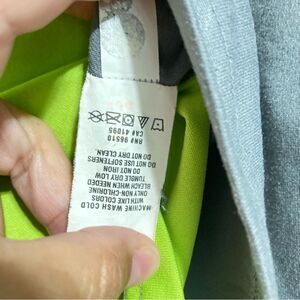 MACHINE WASH COLD
WITH LIKE COLORS
ONLY NON-CHLORINE
BLEACH WHEN NEEDED
TUMBLE DRY LOW
DO NOT IRON
DO NOT USE SOFTENERS
DO NOT DRY CLEAN.
RN# 96510
CA# 41095